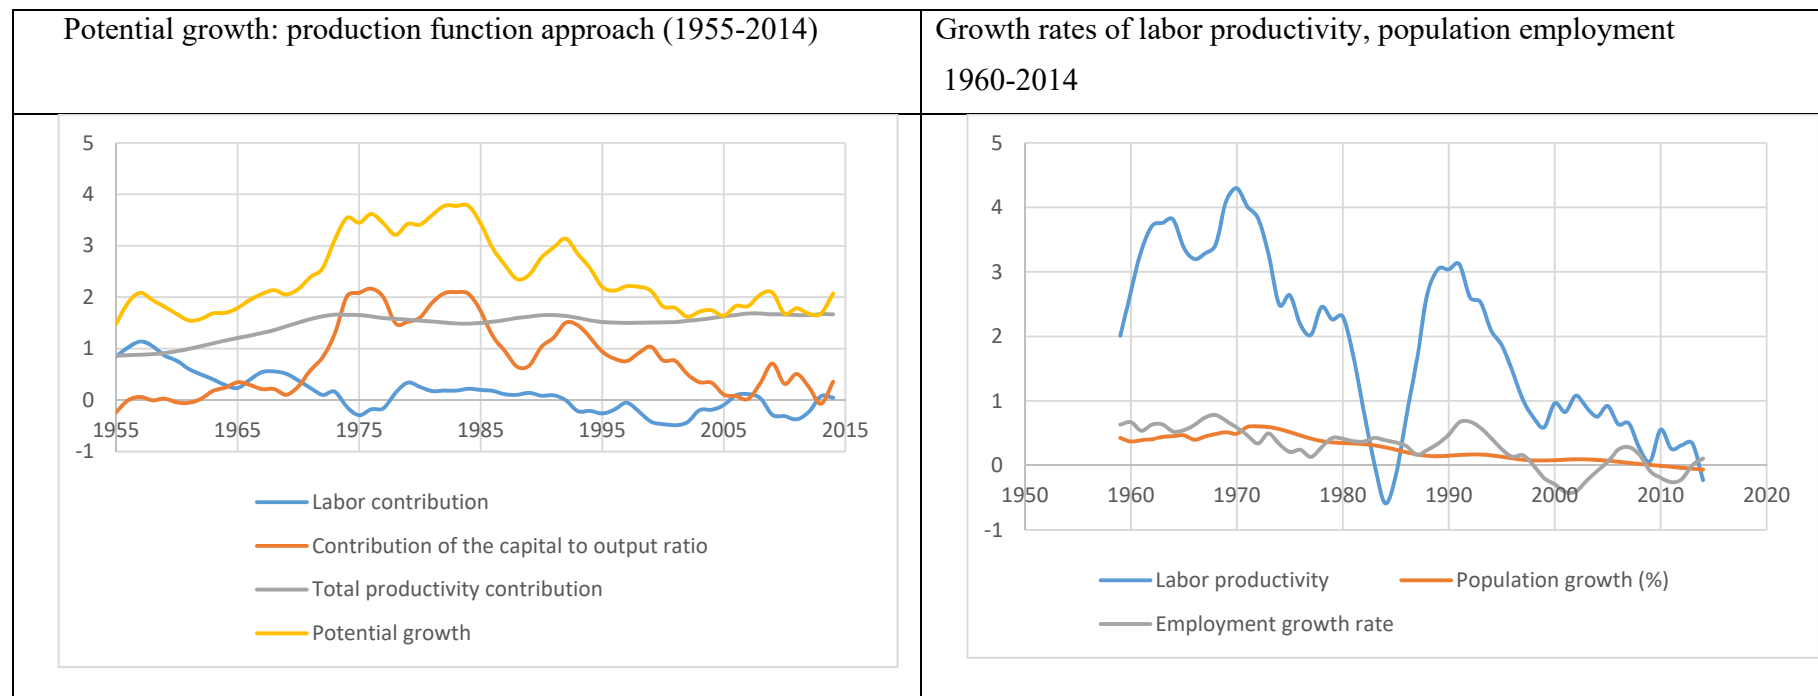 Potential growth: production function approach (1955-2014)
Growth rates of labor productivity, population employment
1960-2014
5
4
3
2
1
0
-1
1955 1965 1975 1985 1995 2005 2015
Labor contribution
Contribution of the capital to output ratio
Total productivity contribution
Potential growth
5
4
3
2
1
0
-1
1950 1960 1970 1980 1990 2000 2010 2020
Labor productivity Population growth (%)
Employment growth rate